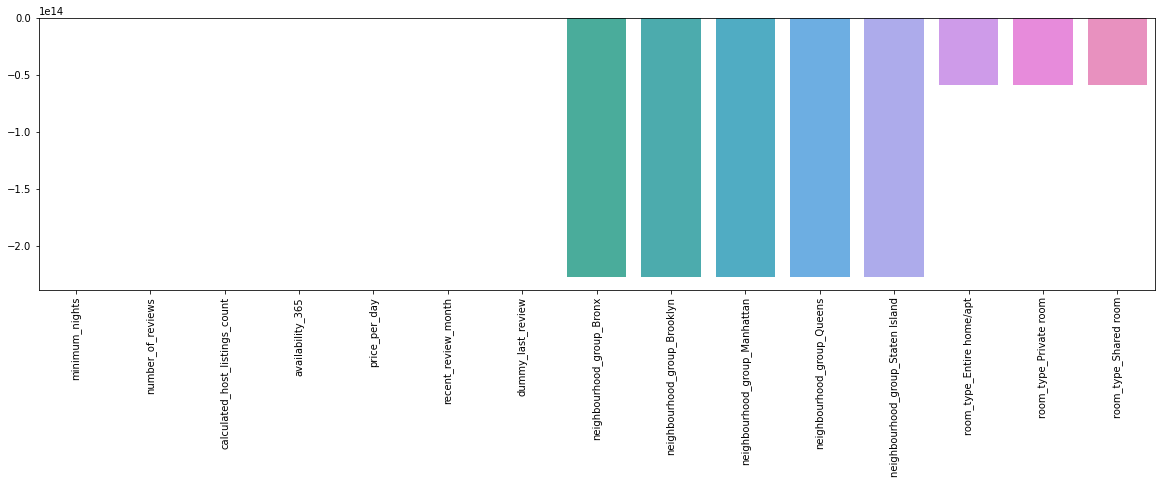 1e14
0.0
−0.5
−1.0
−1.5
−2.0
minimum_nights
number_of_reviews
calculated_host_listings_count
availability_365
price_per_day
recent_review_month
dummy_last_review
neighbourhood_group_Bronx
neighbourhood_group_Brooklyn
neighbourhood_group_Manhattan
neighbourhood_group_Queens
neighbourhood_group_Staten Island
room_type_Entire home/apt
room_type_Private room
room_type_Shared room